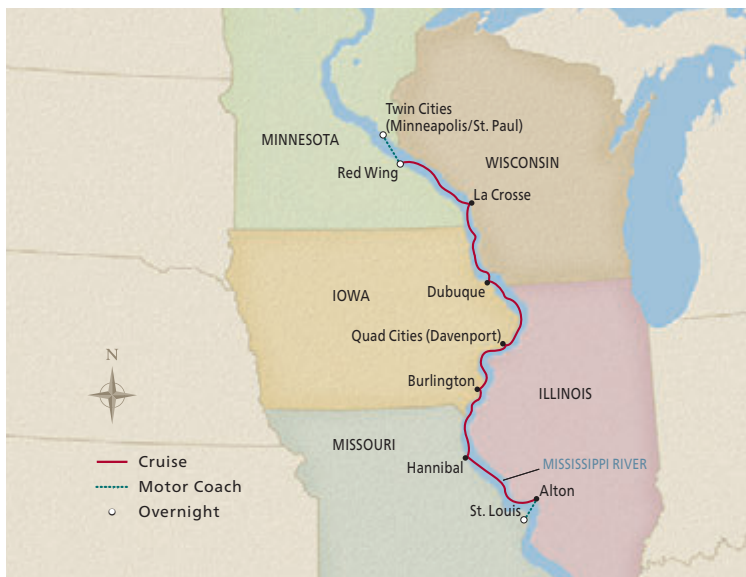 Twin Cities
(Minneapolis/St. Paul)
MINNESOTA
WISCONSIN
Red Wing
La Crosse
Dubuque
IOWA
Quad Cities (Davenport)
N
Burlington
ILLINOIS
MISSOURI
Cruise
Hannibal
MISSISSIPPI RIVER
Motor Coach
Alton
St. Louis
Overnight